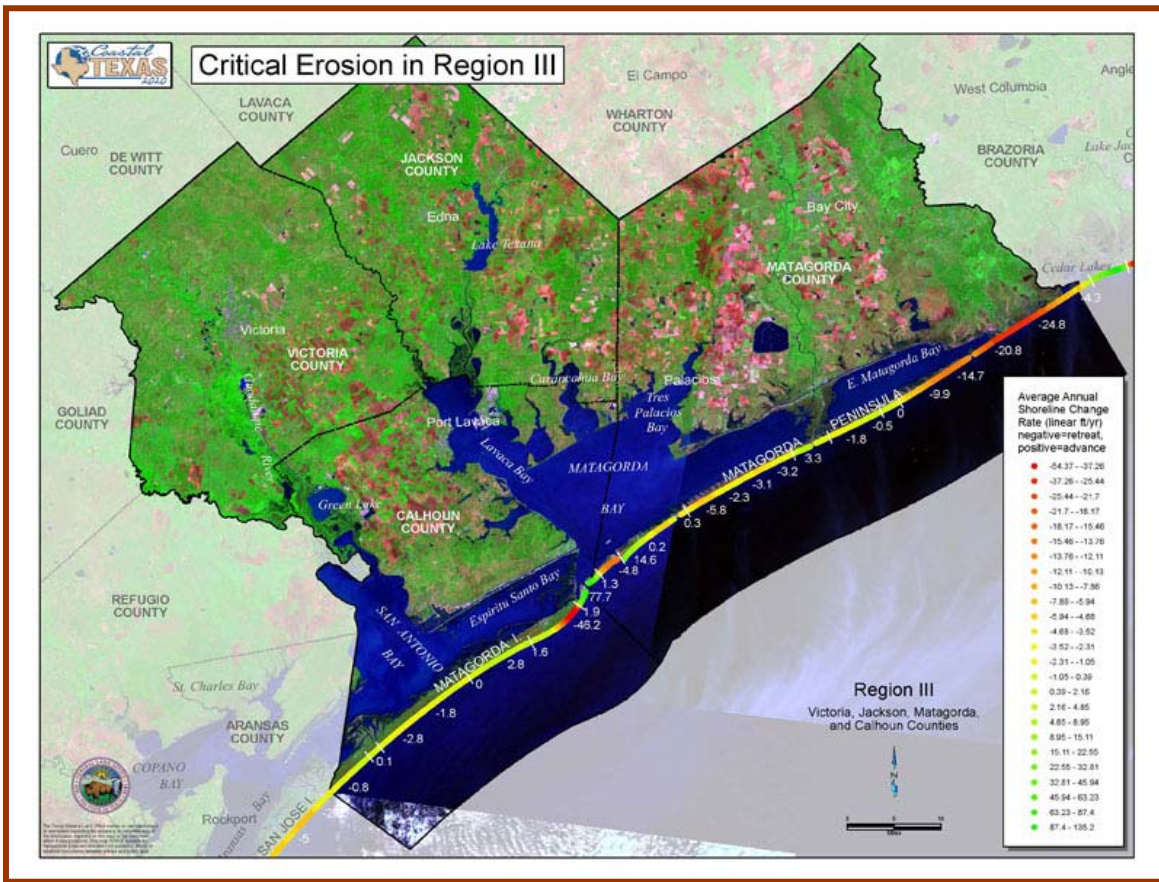 Coastal
TEXAS
2020
Critical Erosion in Region III
El Campo
Angle
LAVACA
COUNTY
WHARTON
COUNTY
West Columbia
Cuero
DE WITT
COUNTY
JACKSON
COUNTY
BRAZORIA
COUNTY
Lake Jac
Edna
Bay City
Lake Texana
MATAGORDA
COUNTY
Cedar Lakes
-4.3
Victoria
-24.8
VICTORIA
COUNTY
-20.8
Guadalupe River
Carancahua Bay
Palacios
E. Matagorda Bay
-14.7
GOLIAD
COUNTY
Port Lavaca
Tres
Palacios
Bay
-9.9
0
-0.5
-1.8
MATAGORDA PENINSULA
Lavaca Bay
MATAGORDA
BAY
3.3
-3.2
-3.1
-2.3
-5.8
0.3
Green Lake
CALHOUN
COUNTY
0.2
14.6
-4.8
1.3
77.7
1.9
-46.2
REFUGIO
COUNTY
Espiritu Santo Bay
SAN ANTONIO
BAY
MATAGORDA I.
1.6
2.8
0
-1.8
-2.8
0.1
-0.8
St. Charles Bay
ARANSAS
COUNTY
COPANO
BAY
Rockport
Bay
SAN JOSE I.
-5
Average Annual
Shoreline Change
Rate (linear ft/yr)
negative=retreat,
positive=advance
-54.37 - -37.26
-37.26 - -25.44
-25.44 - -21.7
-21.7 - -18.17
-18.17 - -15.46
-15.46 - -13.76
-13.76 - -12.11
-12.11 - -10.13
-10.13 - -7.86
-7.86 - -5.94
-5.94 - -4.68
-4.68 - -3.52
-3.52 - -2.31
-2.31 - -1.05
-1.05 - 0.39
0.39 - 2.16
2.16 - 4.85
4.85 - 8.95
8.95 - 15.11
15.11 - 22.55
22.55 - 32.81
32.81 - 45.94
45.94 - 63.23
63.23 - 87.4
87.4 - 135.2
Region III
Victoria, Jackson, Matagorda,
and Calhoun Counties
N
Miles